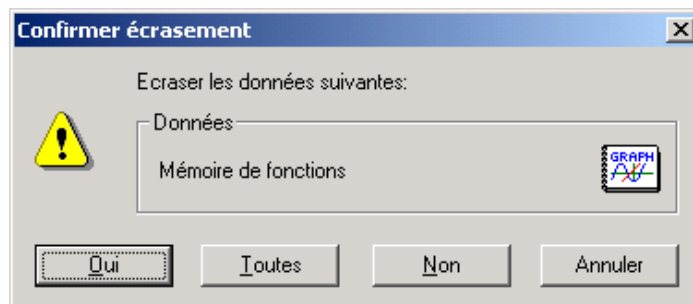 Confirmer écrasement
Ecraser les données suivantes:
Données
Mémoire de fonctions
GRAPH
Oui Toutes Non Annuler